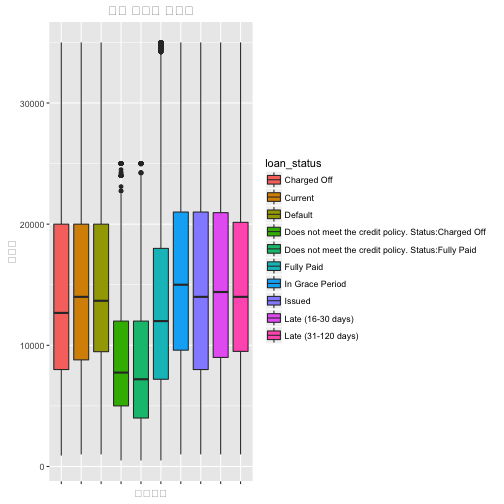 30000
20000
10000
0
loan_status
Charged Off
Current
Default
Does not meet the credit policy. Status:Charged Off
Does not meet the credit policy. Status:Fully Paid
Fully Paid
In Grace Period
Issued
Late (16-30 days)
Late (31-120 days)